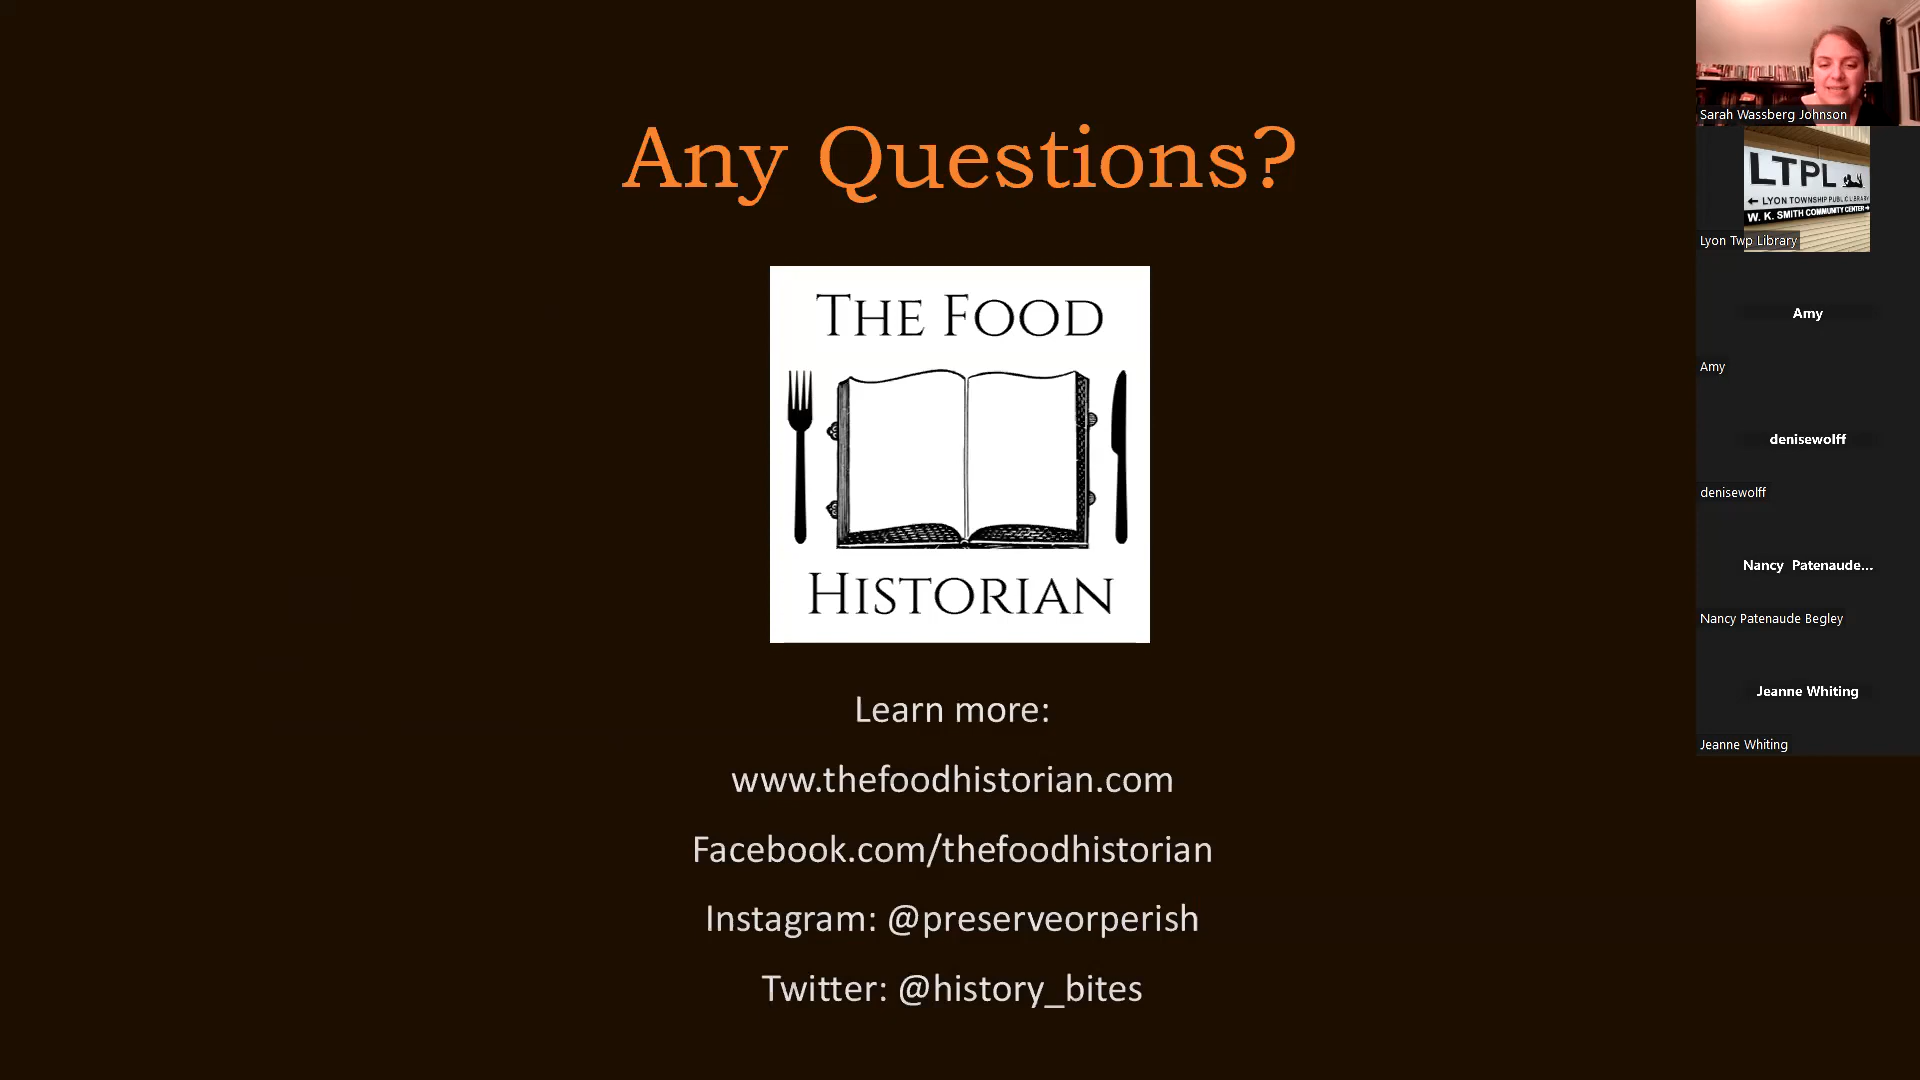 Any Questions?
THE FOOD
HISTORIAN
Learn more:
www.thefoodhistorian.com
Facebook.com/thefoodhistorian
Instagram: @preserveorperish
Twitter: @history_bites
Sarah Wassberg Johnson
LTPL
← LYON TOWNSHIP PUBLIC LIBRARY
W. K. SMITH COMMUNITY CENTER →
Lyon Twp Library
Amy
Amy
denisewolff
denisewolff
Nancy Patenaude...
Nancy Patenaude Begley
Jeanne Whiting
Jeanne Whiting